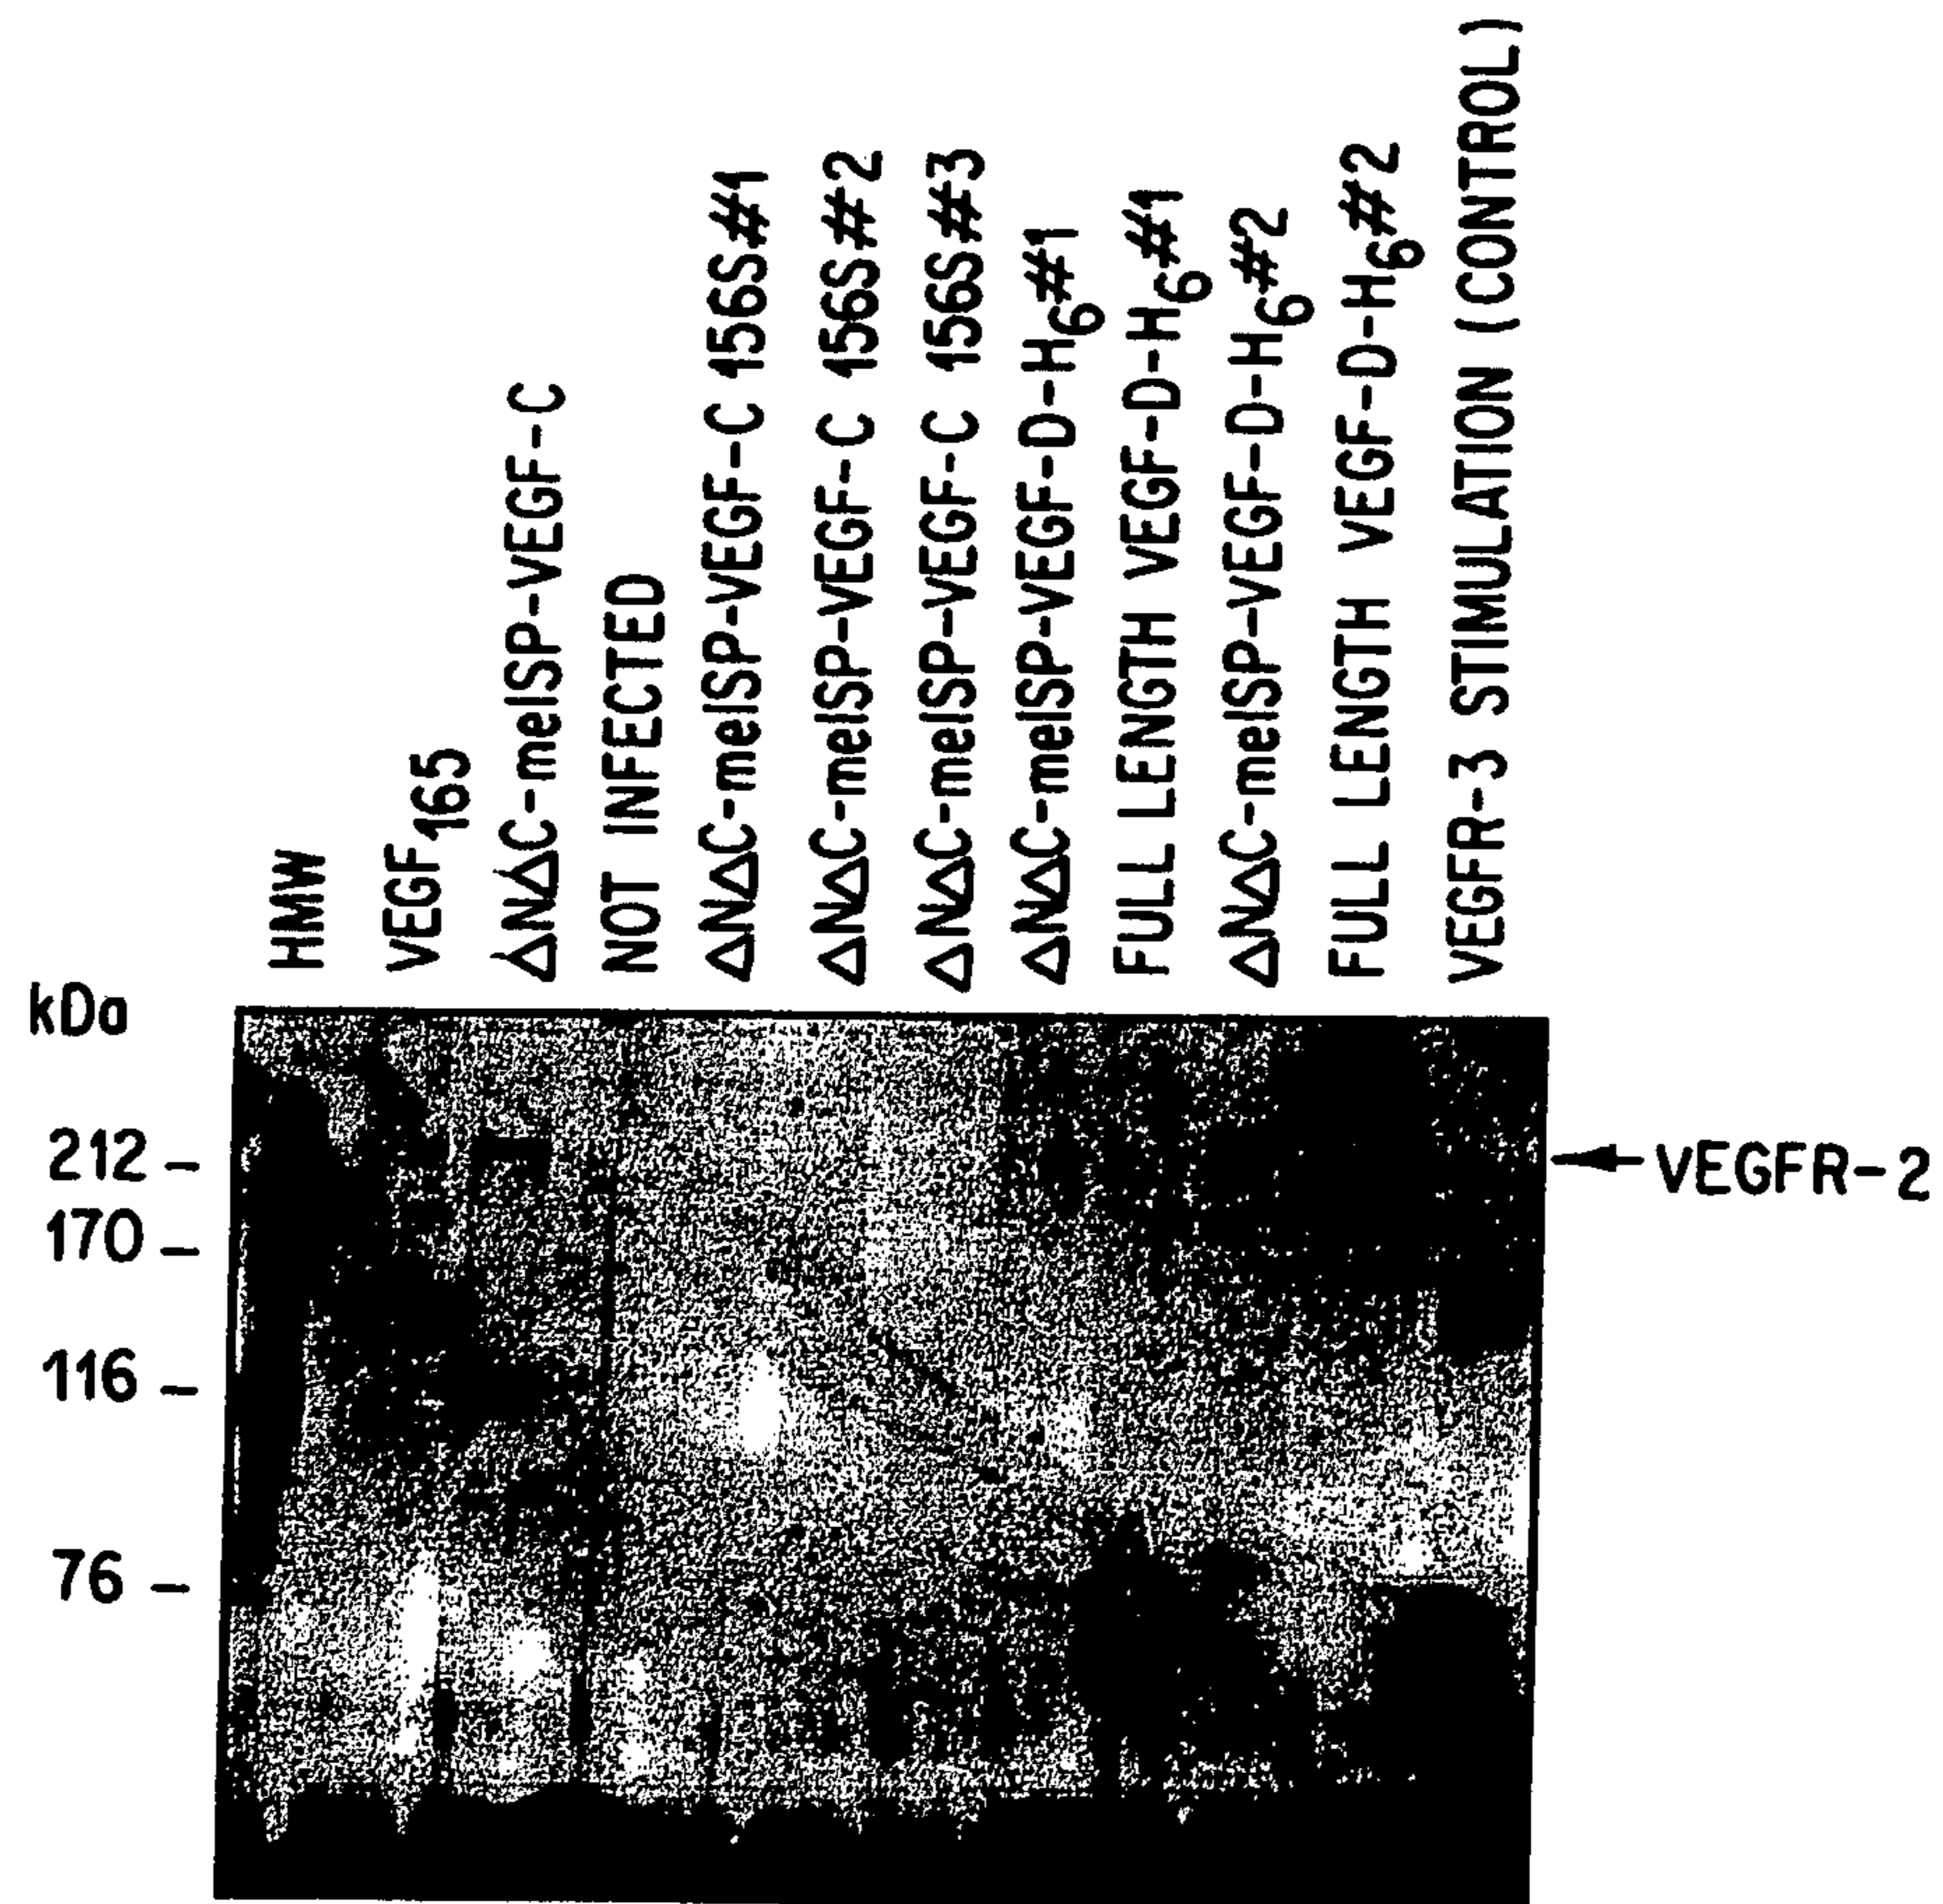 HMW
VEGF165
ΔNΔC-melSP-VEGF-C
NOT INFECTED
ΔNΔC-melSP-VEGF-C 156S#1
ΔNΔC-melSP-VEGF-C 156S#2
ΔNΔC-melSP-VEGF-C 156S#3
ΔNΔC-melSP-VEGF-D-H6#1
FULL LENGTH VEGF-D-H6#1
ΔNΔC-melSP-VEGF-D-H6#2
FULL LENGTH VEGF-D-H6#2
VEGFR-3 STIMULATION (CONTROL)
kDa
212
170
116
76
VEGFR-2